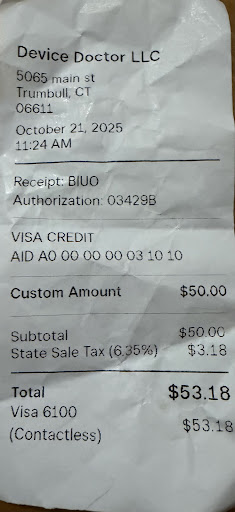 Device Doctor LLC
5065 main st
Trumbull, CT
06611
October 21, 2025
11:24 AM
Receipt: BIUO
Authorization: 03429B
VISA CREDIT
AID A0 00 00 00 03 10 10
Custom Amount $50.00
Subtotal $50.00
State Sale Tax (6.35%) $3.18
Total $53.18
Visa 6100 $53.18
(Contactless)